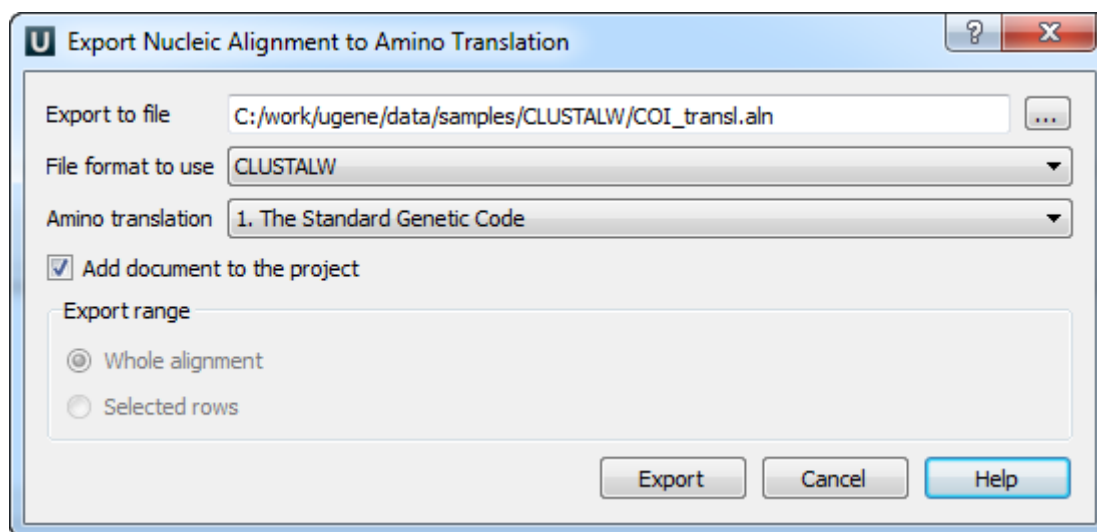 U Export Nucleic Alignment to Amino Translation ? X
Export to file C:/work/ugene/data/samples/CLUSTALW/COI_transl.aln ...
File format to use CLUSTALW
Amino translation 1. The Standard Genetic Code
Add document to the project
Export range
Whole alignment
Selected rows
Export Cancel Help